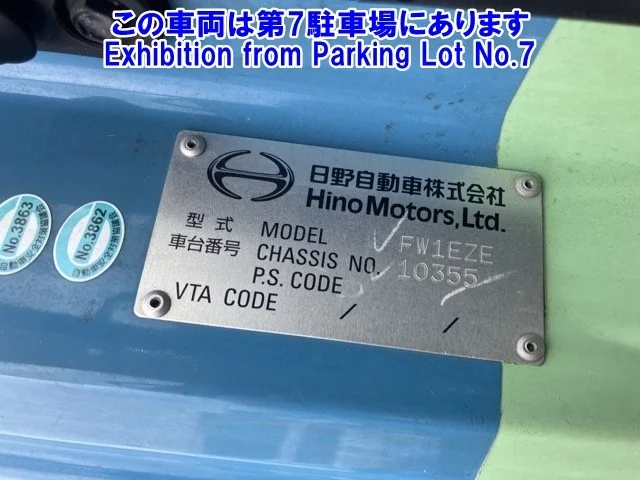 この車両は第7駐車場にあります
Exhibition from Parking Lot No.7
日野自動車株式会社
Hino Motors, Ltd.
型式 MODEL FW1EZE
車台番号 CHASSIS NO. 10355
P.S. CODE
VTA CODE / /
No.3863
No.3862